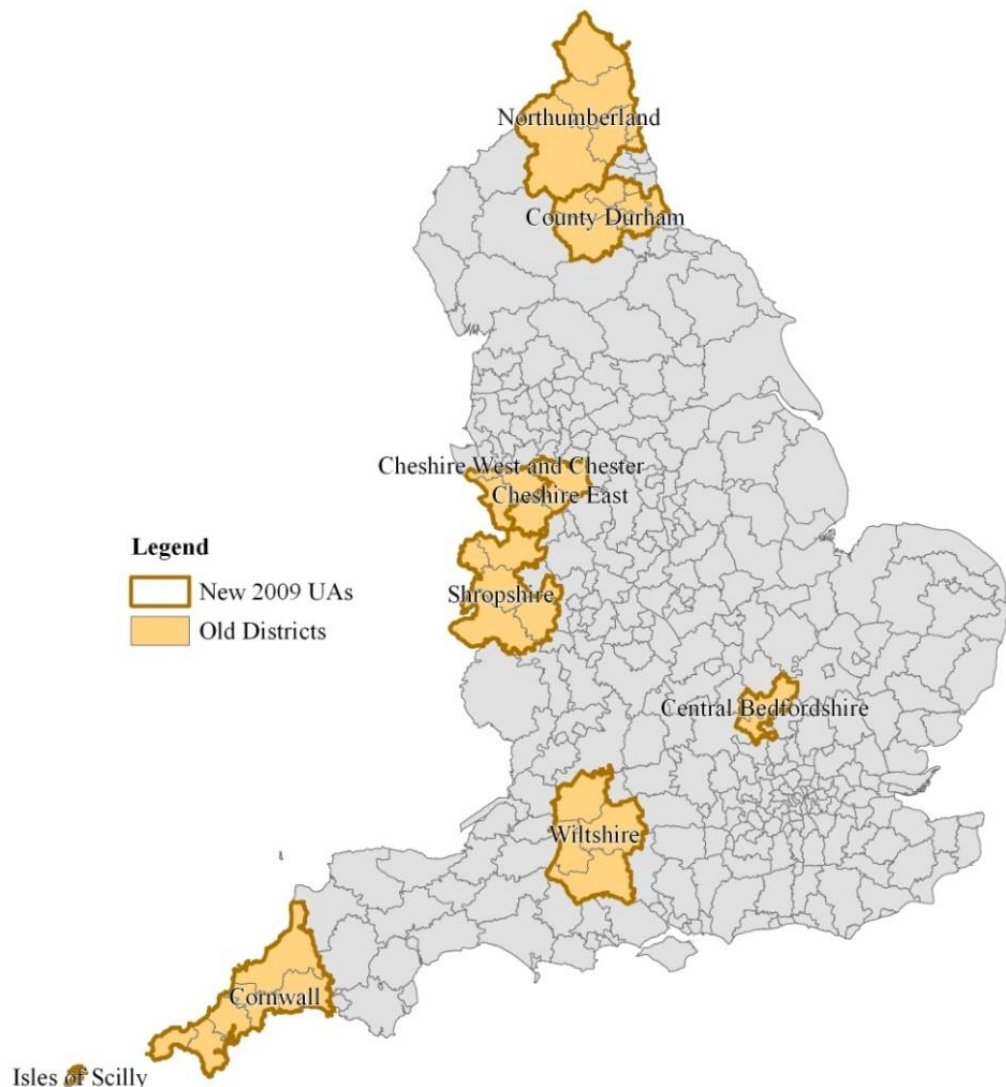 Northumberland
County Durham
Cheshire West and Chester
Cheshire East
Legend
New 2009 UAs
Old Districts
Shropshire
Central Bedfordshire
Wiltshire
Cornwall
Isles of Scilly